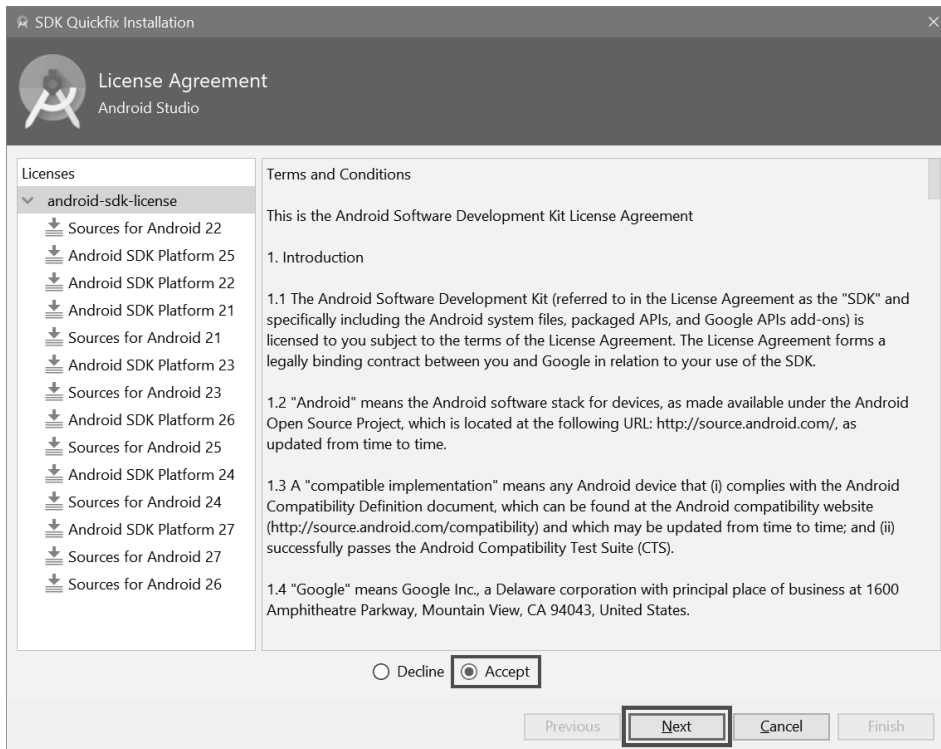 SDK Quickfix Installation
License Agreement
Android Studio
Licenses
android-sdk-license
Sources for Android 22
Android SDK Platform 25
Android SDK Platform 22
Android SDK Platform 21
Sources for Android 21
Android SDK Platform 23
Sources for Android 23
Android SDK Platform 26
Sources for Android 25
Android SDK Platform 24
Sources for Android 24
Android SDK Platform 27
Sources for Android 27
Sources for Android 26
Terms and Conditions
This is the Android Software Development Kit License Agreement
1. Introduction
1.1 The Android Software Development Kit (referred to in the License Agreement as the "SDK" and
specifically including the Android system files, packaged APIs, and Google APIs add-ons) is
licensed to you subject to the terms of the License Agreement. The License Agreement forms a
legally binding contract between you and Google in relation to your use of the SDK.
1.2 "Android" means the Android software stack for devices, as made available under the Android
Open Source Project, which is located at the following URL: http://source.android.com/, as
updated from time to time.
1.3 A "compatible implementation" means any Android device that (i) complies with the Android
Compatibility Definition document, which can be found at the Android compatibility website
(http://source.android.com/compatibility) and which may be updated from time to time; and (ii)
successfully passes the Android Compatibility Test Suite (CTS).
1.4 "Google" means Google Inc., a Delaware corporation with principal place of business at 1600
Amphitheatre Parkway, Mountain View, CA 94043, United States.
Decline Accept
Previous Next Cancel Finish